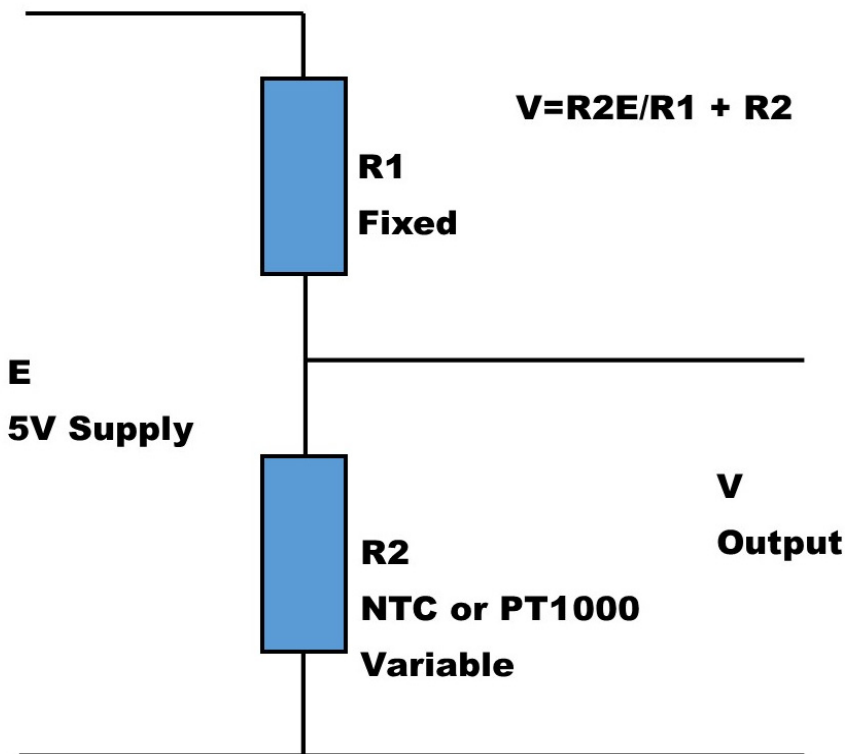 V=R2E/R1 + R2
R1
Fixed
E
5V Supply
V
Output
R2
NTC or PT1000
Variable